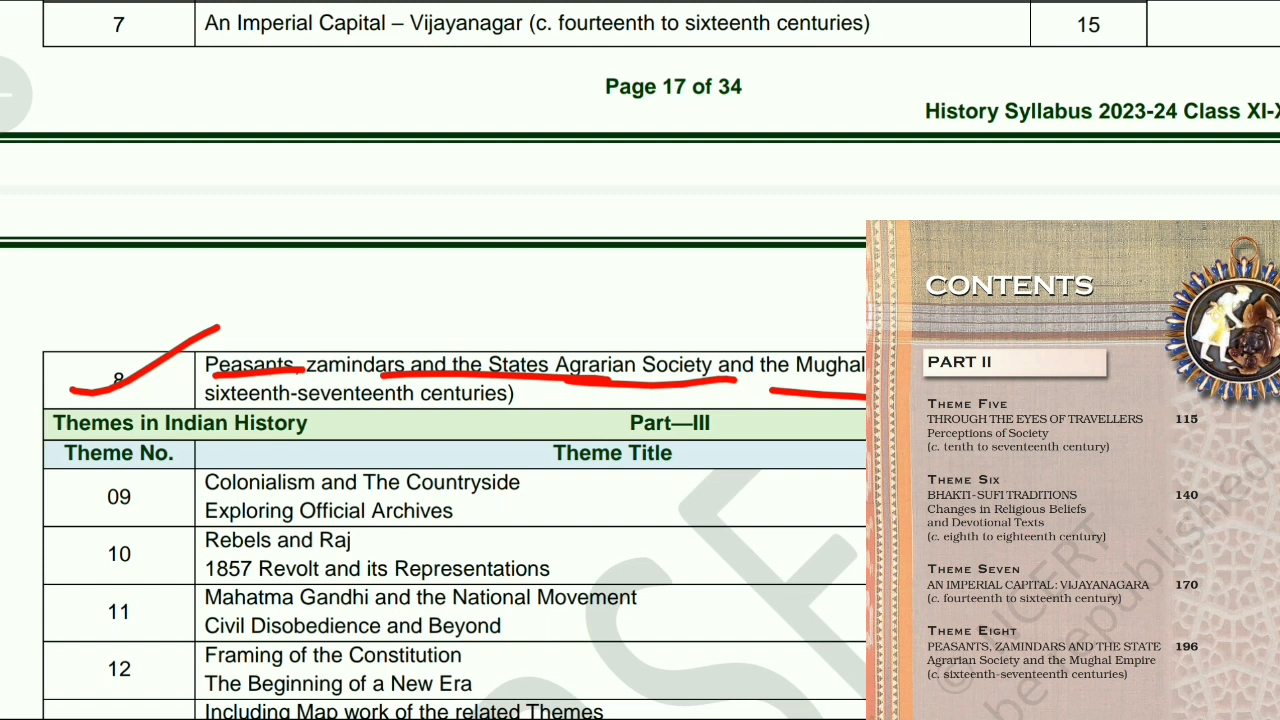 7 An Imperial Capital – Vijayanagar (c. fourteenth to sixteenth centuries) 15
Page 17 of 34
History Syllabus 2023-24 Class XI-X
8 Peasants, zamindars and the States Agrarian Society and the Mughal
sixteenth-seventeenth centuries)
Themes in Indian History Part—III
Theme No. Theme Title
09 Colonialism and The Countryside
Exploring Official Archives
10 Rebels and Raj
1857 Revolt and its Representations
11 Mahatma Gandhi and the National Movement
Civil Disobedience and Beyond
12 Framing of the Constitution
The Beginning of a New Era
Including Map work of the related Themes
CONTENTS
PART II
THEME FIVE
THROUGH THE EYES OF TRAVELLERS 115
Perceptions of Society
(c. tenth to seventeenth century)
THEME SIX
BHAKTI-SUFI TRADITIONS 140
Changes in Religious Beliefs
and Devotional Texts
(c. eighth to eighteenth century)
THEME SEVEN
AN IMPERIAL CAPITAL: VIJAYANAGARA 170
(c. fourteenth to sixteenth century)
THEME EIGHT
PEASANTS, ZAMINDARS AND THE STATE 196
Agrarian Society and the Mughal Empire
(c. sixteenth-seventeenth centuries)